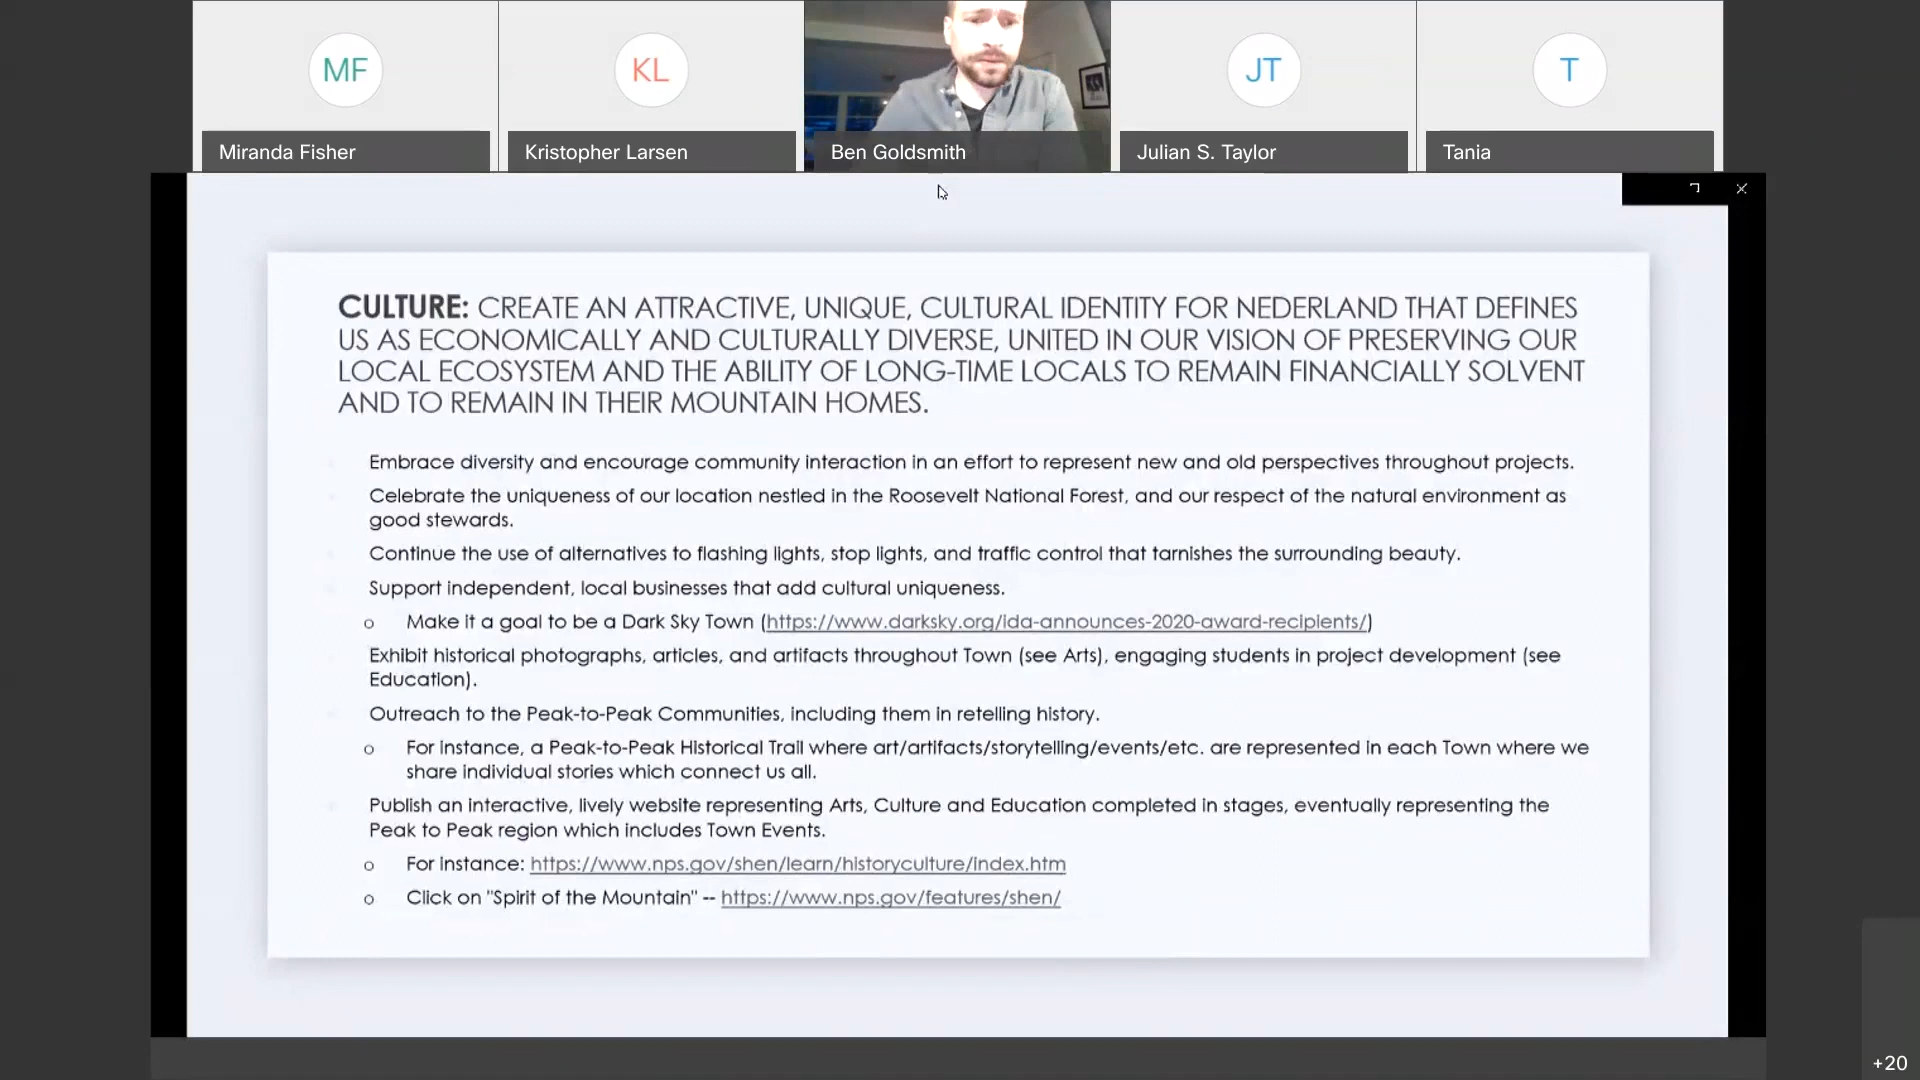 MF
KL
JT
T
Miranda Fisher
Kristopher Larsen
Ben Goldsmith
Julian S. Taylor
Tania
CULTURE: CREATE AN ATTRACTIVE, UNIQUE, CULTURAL IDENTITY FOR NEDERLAND THAT DEFINES
US AS ECONOMICALLY AND CULTURALLY DIVERSE, UNITED IN OUR VISION OF PRESERVING OUR
LOCAL ECOSYSTEM AND THE ABILITY OF LONG-TIME LOCALS TO REMAIN FINANCIALLY SOLVENT
AND TO REMAIN IN THEIR MOUNTAIN HOMES.
Embrace diversity and encourage community interaction in an effort to represent new and old perspectives throughout projects.
Celebrate the uniqueness of our location nestled in the Roosevelt National Forest, and our respect of the natural environment as
good stewards.
Continue the use of alternatives to flashing lights, stop lights, and traffic control that tarnishes the surrounding beauty.
Support independent, local businesses that add cultural uniqueness.
o Make it a goal to be a Dark Sky Town (https://www.darksky.org/ida-announces-2020-award-recipients/)
Exhibit historical photographs, articles, and artifacts throughout Town (see Arts), engaging students in project development (see
Education).
Outreach to the Peak-to-Peak Communities, including them in retelling history.
o For instance, a Peak-to-Peak Historical Trail where art/artifacts/storytelling/events/etc. are represented in each Town where we
share individual stories which connect us all.
Publish an interactive, lively website representing Arts, Culture and Education completed in stages, eventually representing the
Peak to Peak region which includes Town Events.
o For instance: https://www.nps.gov/shen/learn/historyculture/index.htm
o Click on "Spirit of the Mountain" -- https://www.nps.gov/features/shen/
+20